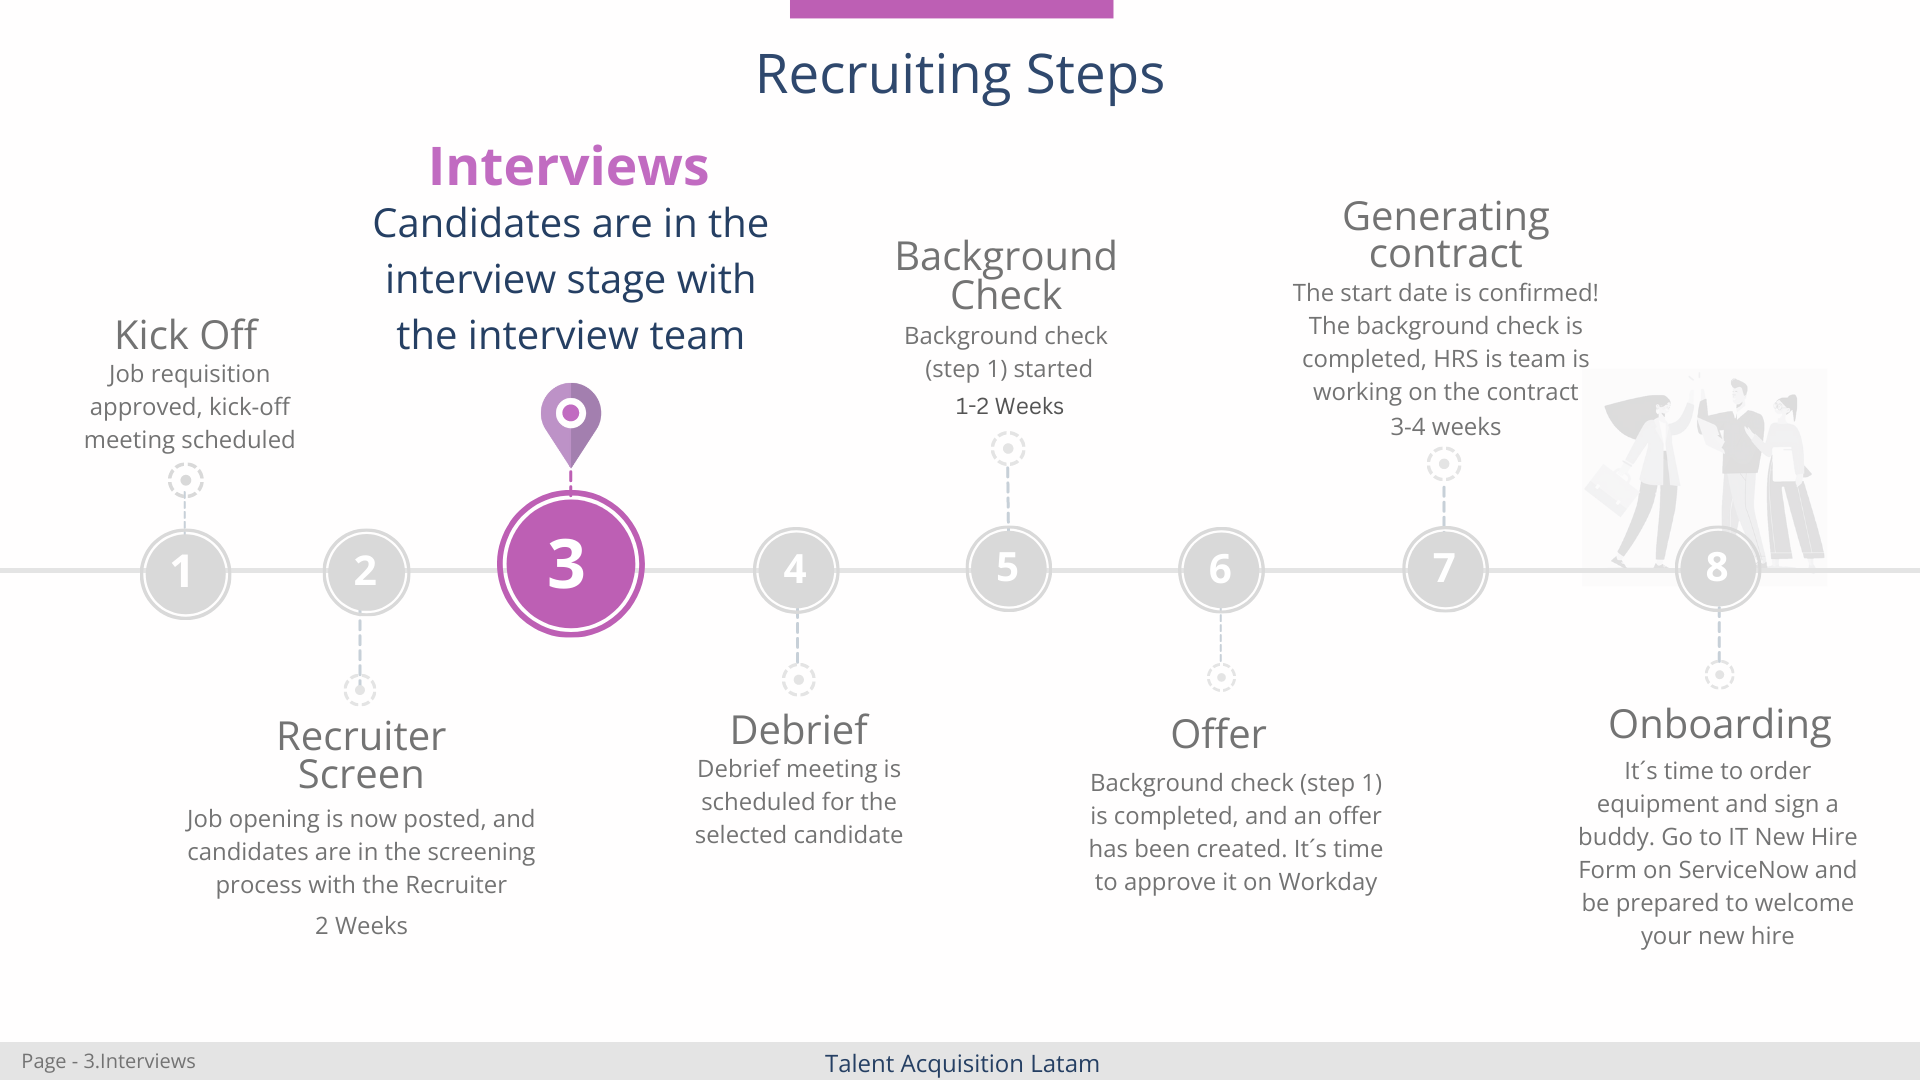 Recruiting Steps
Interviews
Candidates are in the
interview stage with
the interview team
Kick Off
Job requisition
approved, kick-off
meeting scheduled
Background
Check
Background check
(step 1) started
1-2 Weeks
Generating
contract
The start date is confirmed!
The background check is
completed, HRS is team is
working on the contract
3-4 weeks
1
2
3
4
5
6
7
8
Recruiter
Screen
Job opening is now posted, and
candidates are in the screening
process with the Recruiter
2 Weeks
Debrief
Debrief meeting is
scheduled for the
selected candidate
Offer
Background check (step 1)
is completed, and an offer
has been created. It´s time
to approve it on Workday
Onboarding
It´s time to order
equipment and sign a
buddy. Go to IT New Hire
Form on ServiceNow and
be prepared to welcome
your new hire
Page - 3.Interviews
Talent Acquisition Latam